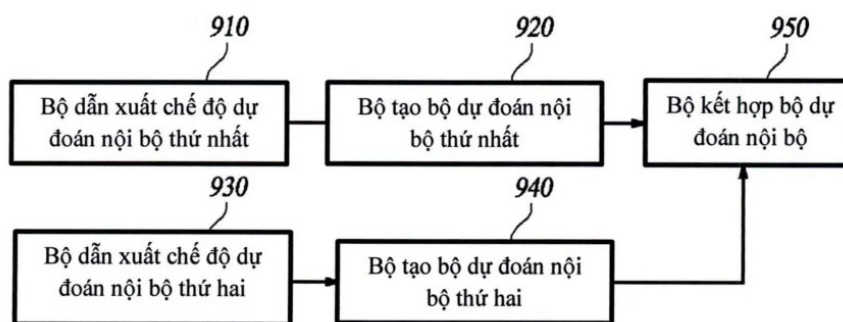 910
920
950
Bộ dẫn xuất chế độ dự
đoán nội bộ thứ nhất
Bộ tạo bộ dự đoán nội
bộ thứ nhất
Bộ kết hợp bộ dự
đoán nội bộ
930
940
Bộ dẫn xuất chế độ dự
đoán nội bộ thứ hai
Bộ tạo bộ dự đoán nội
bộ thứ hai